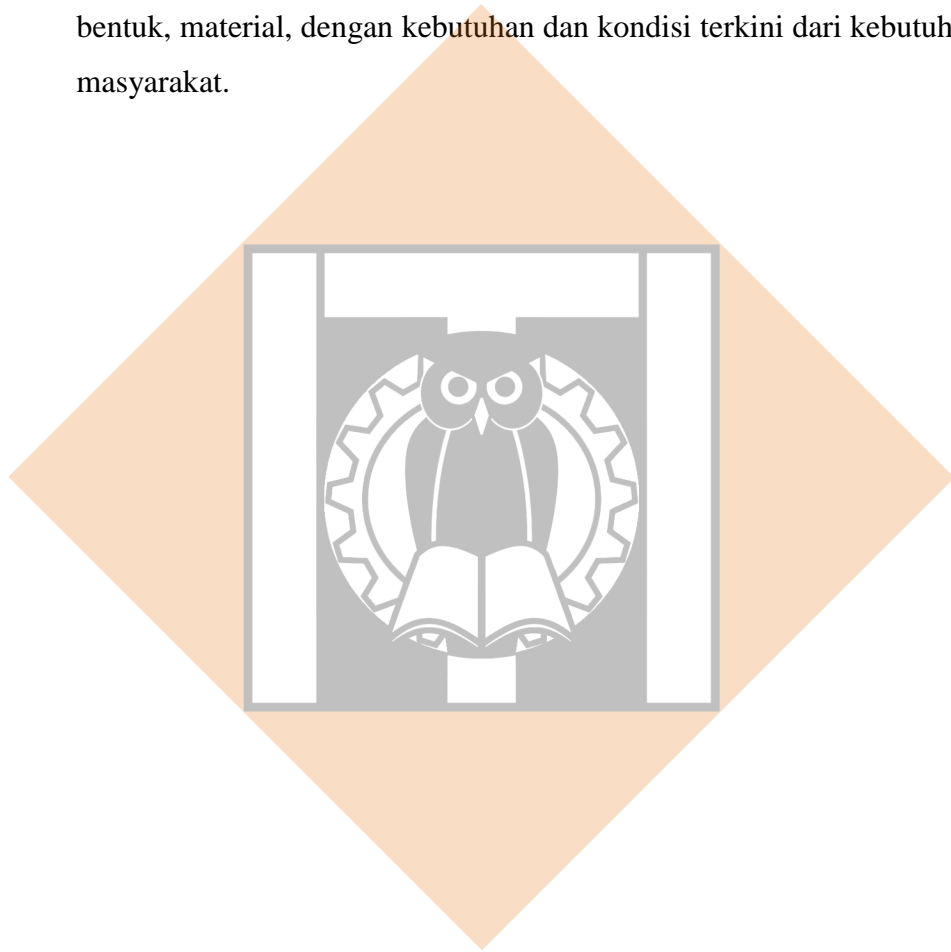 bentuk, material, dengan kebutuhan dan kondisi terkini dari kebutuh
masyarakat.